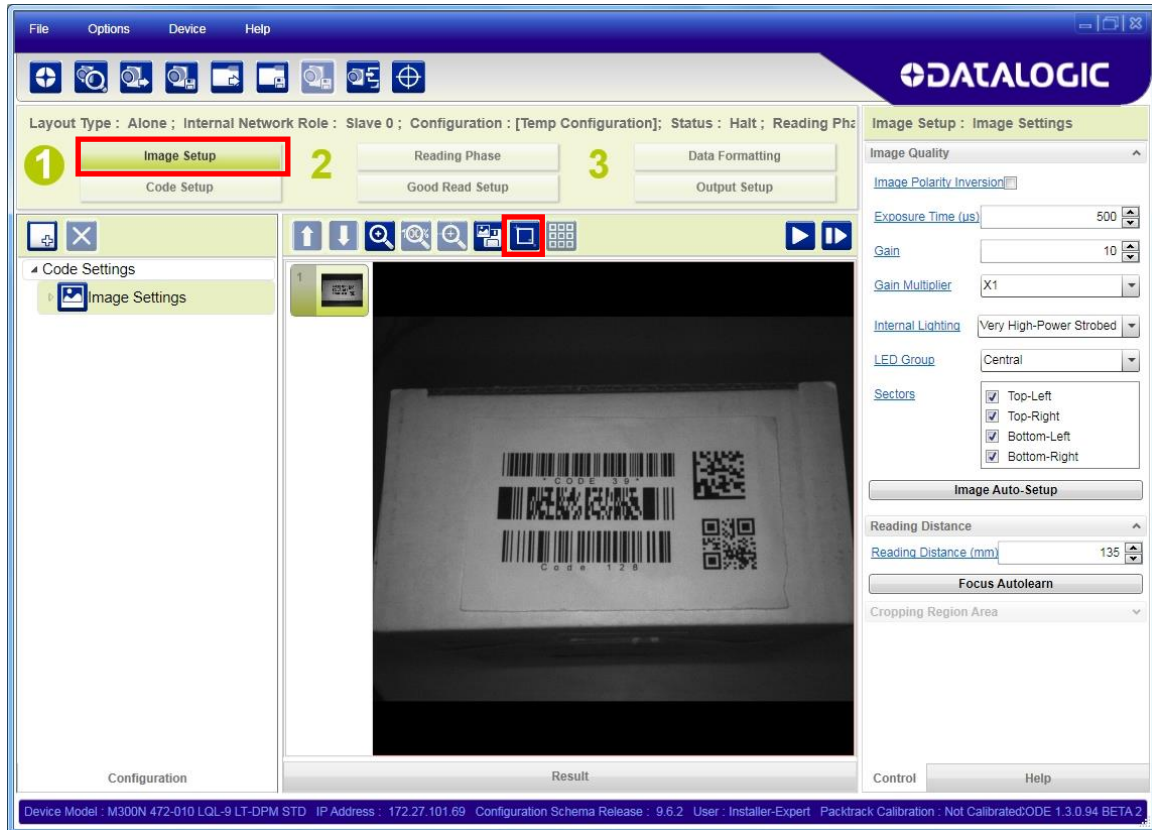 File Options Device Help
DATALOGIC
Layout Type : Alone ; Internal Network Role : Slave 0 ; Configuration : [Temp Configuration]; Status : Halt ; Reading Pha
1 Image Setup 2 Reading Phase 3 Data Formatting
Code Setup Good Read Setup Output Setup
100%
Code Settings
Image Settings
1
* CODE 39 *
Code 128
Configuration
Result
Image Setup : Image Settings
Image Quality
Image Polarity Inversion
Exposure Time (µs) 500
Gain 10
Gain Multiplier X1
Internal Lighting Very High-Power Strobed
LED Group Central
Sectors Top-Left
Top-Right
Bottom-Left
Bottom-Right
Image Auto-Setup
Reading Distance
Reading Distance (mm) 135
Focus Autolearn
Cropping Region Area
Control Help
Device Model : M300N 472-010 LQL-9 LT-DPM STD IP Address : 172.27.101.69 Configuration Schema Release : 9.6.2 User : Installer-Expert Packtrack Calibration : Not Calibrated:ODE 1.3.0.94 BETA 2